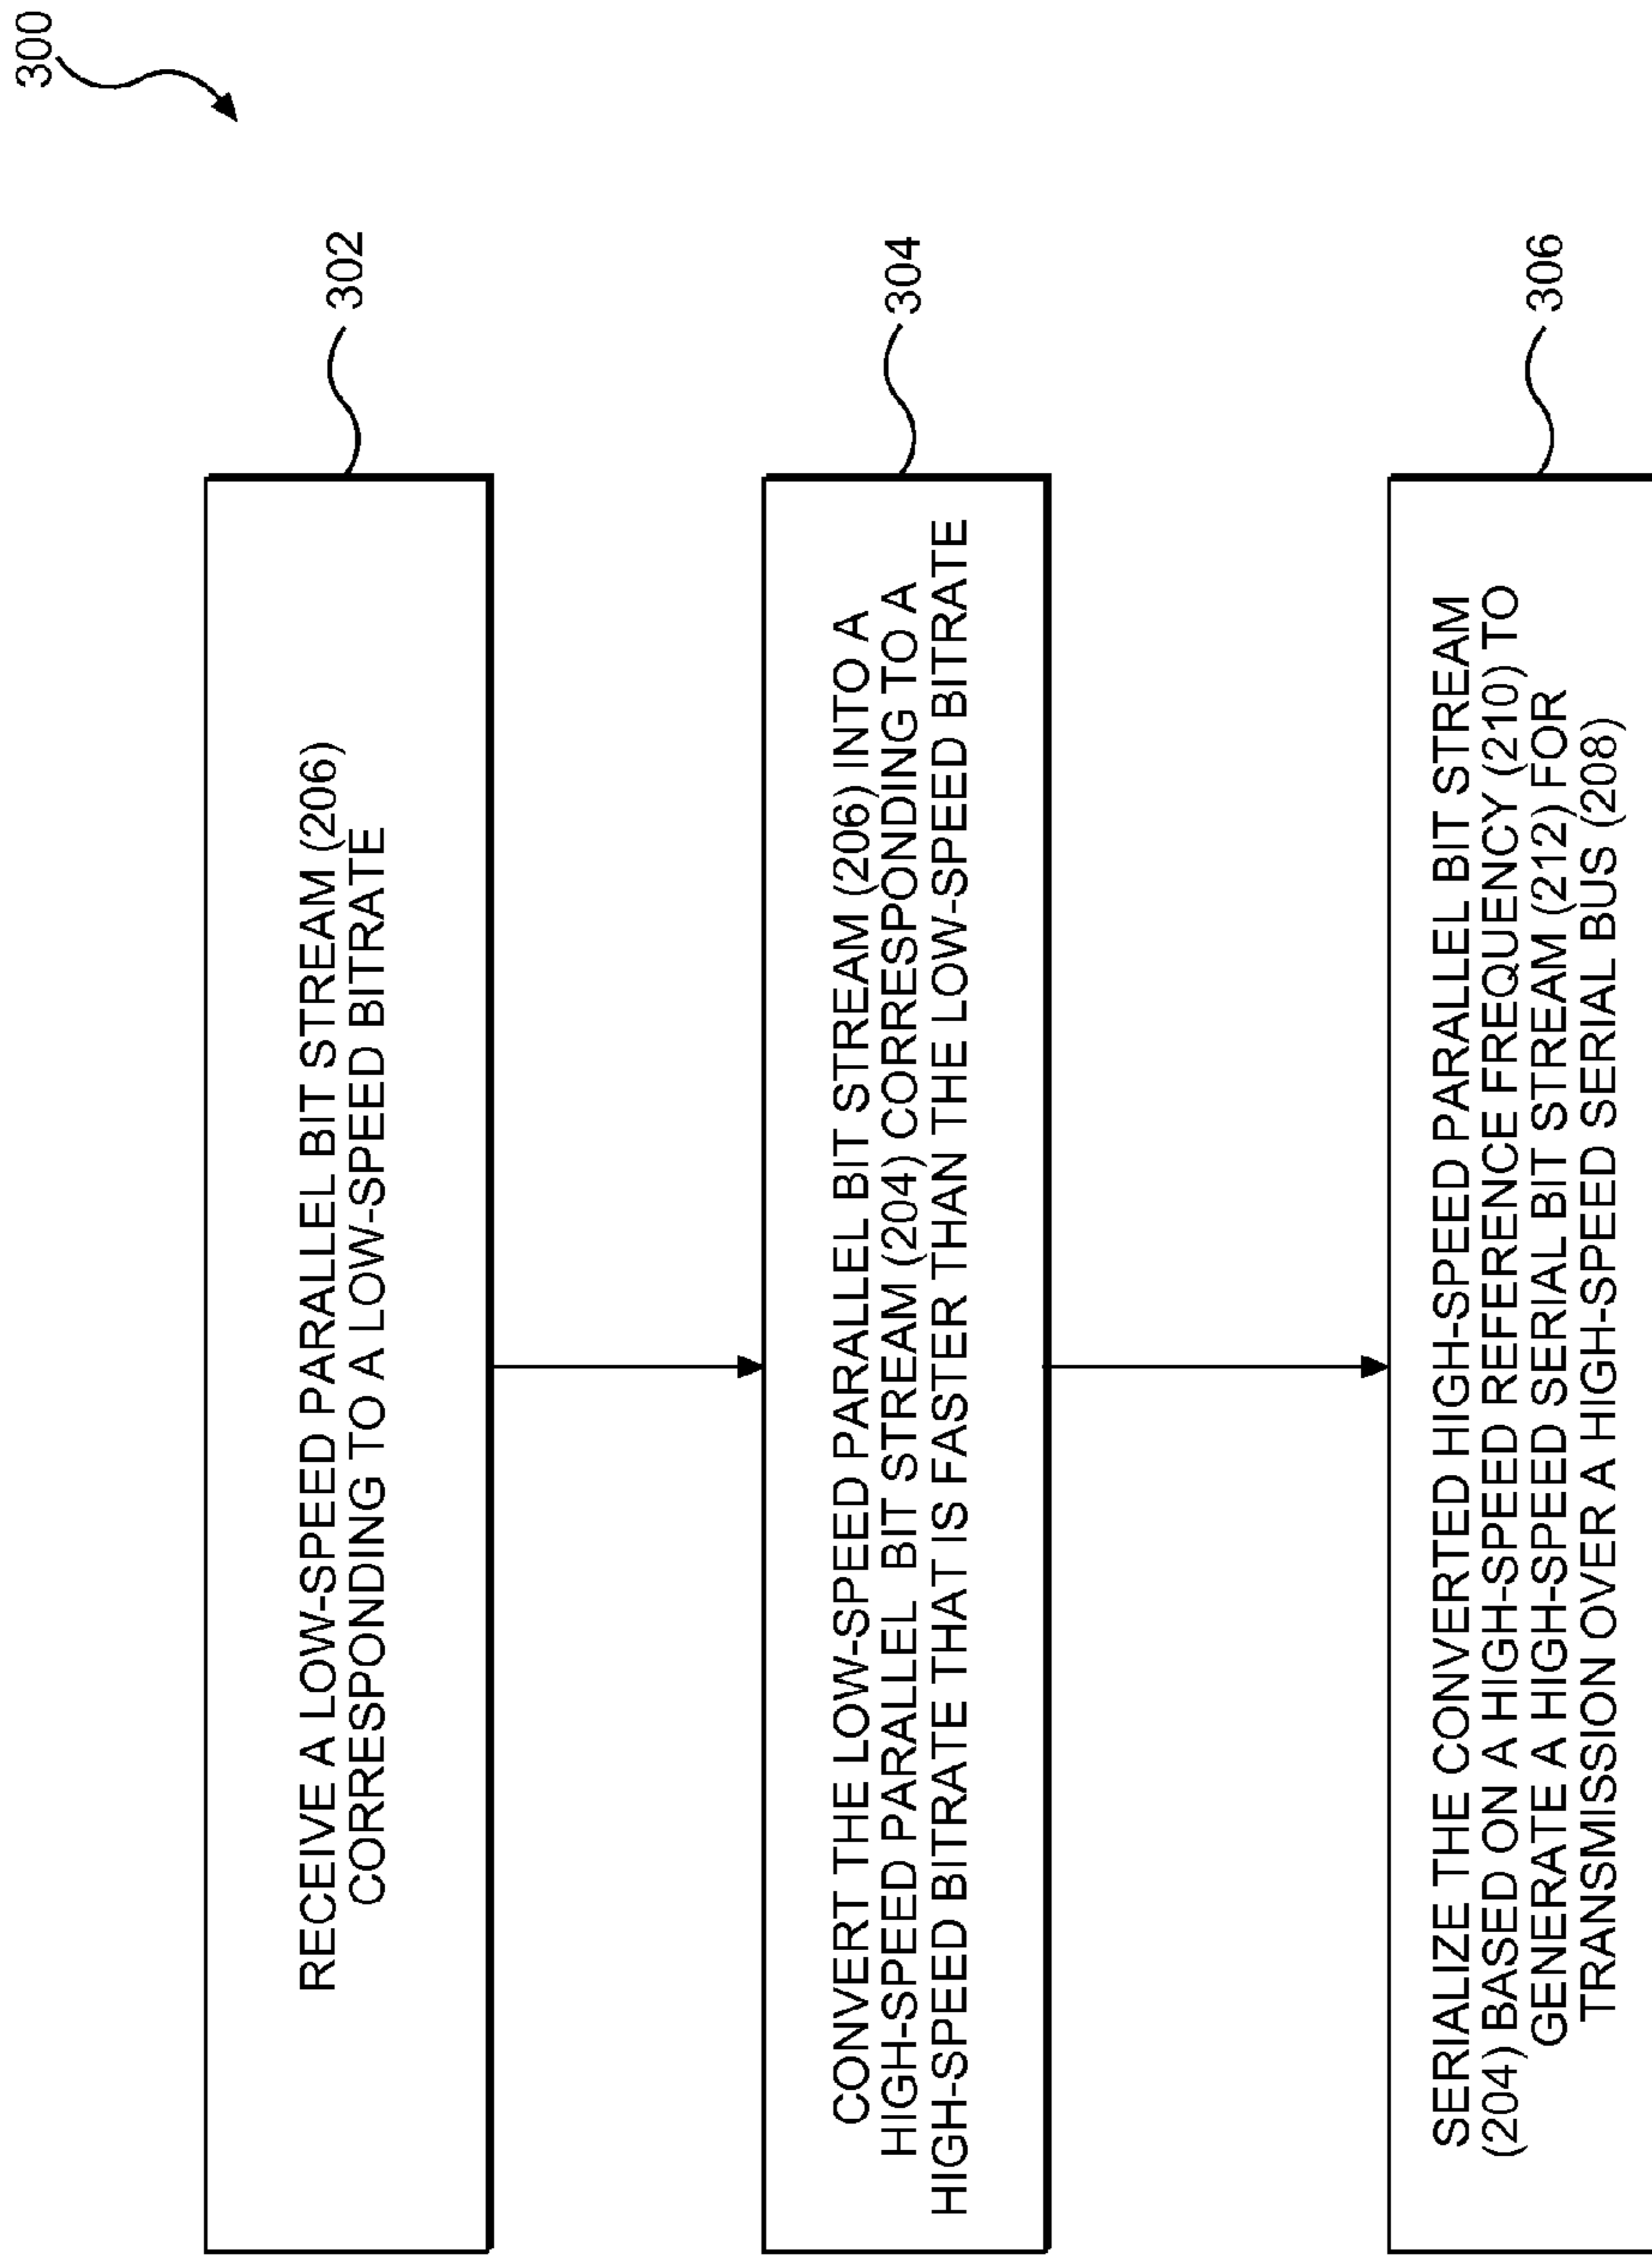 300
302
RECEIVE A LOW-SPEED PARALLEL BIT STREAM (206)
CORRESPONDING TO A LOW-SPEED BITRATE
304
CONVERT THE LOW-SPEED PARALLEL BIT STREAM (206) INTO A
HIGH-SPEED PARALLEL BIT STREAM (204) CORRESPONDING TO A
HIGH-SPEED BITRATE THAT IS FASTER THAN THE LOW-SPEED BITRATE
306
SERIALIZE THE CONVERTED HIGH-SPEED PARALLEL BIT STREAM
(204) BASED ON A HIGH-SPEED REFERENCE FREQUENCY (210) TO
GENERATE A HIGH-SPEED SERIAL BIT STREAM (212) FOR
TRANSMISSION OVER A HIGH-SPEED SERIAL BUS (208)